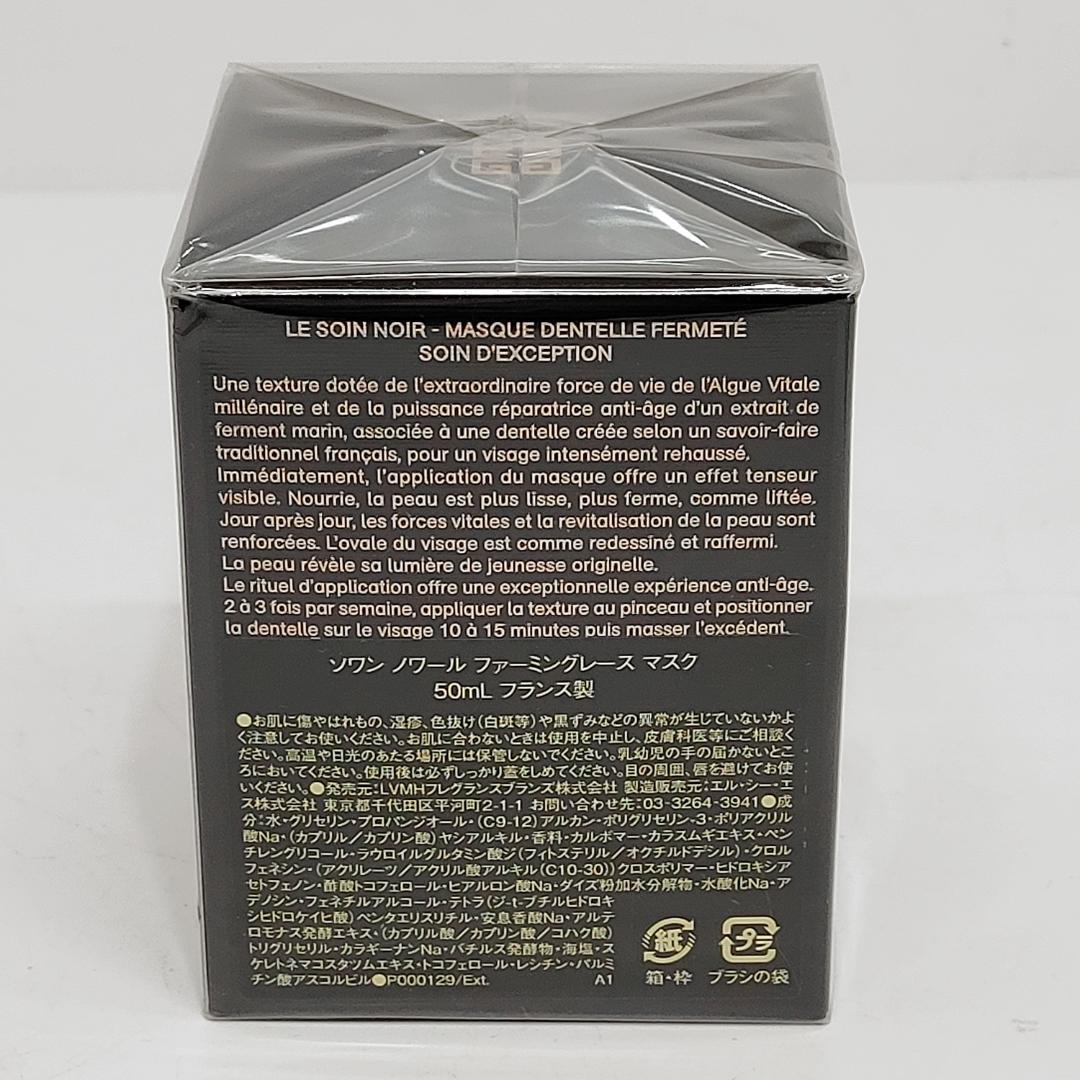 LE SOIN NOIR - MASQUE DENTELLE FERMETÉ
SOIN D'EXCEPTION
Une texture dotée de l'extraordinaire force de vie de l'Algue Vitale
millénaire et de la puissance réparatrice anti-âge d'un extrait de
ferment marin, associée à une dentelle créée selon un savoir-faire
traditionnel français, pour un visage intensément rehaussé.
Immédiatement, l'application du masque offre un effet tenseur
visible. Nourrie, la peau est plus lisse, plus ferme, comme liftée.
Jour après jour, les forces vitales et la revitalisation de la peau sont
renforcées. L'ovale du visage est comme redessiné et raffermi.
La peau révèle sa lumière de jeunesse originelle.
Le rituel d'application offre une exceptionnelle expérience anti-âge.
2 à 3 fois par semaine, appliquer la texture au pinceau et positionner
la dentelle sur le visage 10 à 15 minutes puis masser l'excédent.
ソワン ノワール ファーミングレース マスク
50mL フランス製
●お肌に傷やはれもの、湿疹、色抜け(白斑等)や黒ずみなどの異常が生じていないかよ
く注意してお使いください。お肌に合わないときは使用を中止し、皮膚科医等にご相談く
ださい。高温や日光のあたる場所には保管しないでください。乳幼児の手の届かないとこ
ろにおいてください。使用後は必ずしっかり蓋をしめてください。目の周囲、唇を避けてお使
いください。●発売元:LVMHフレグランスブランズ株式会社 製造販売元:エル・シー・エ
ス株式会社 東京都千代田区平河町2-1-1 お問い合わせ先:03-3264-3941●成
分:水・グリセリン・プロパンジオール・(C9-12)アルカン・ポリグリセリン-3・ポリアクリル
酸Na・(カプリル/カプリン酸)ヤシアルキル・香料・カルボマー・カラスムギエキス・ペン
チレングリコール・ラウロイルグルタミン酸ジ(フィトステリル/オクチルドデシル)・クロル
フェネシン・(アクリレーツ/アクリル酸アルキル(C10-30))クロスポリマー・ヒドロキシア
セトフェノン・酢酸トコフェロール・ヒアルロン酸Na・ダイズ粉加水分解物・水酸化Na・ア
デノシン・フェネチルアルコール・テトラ(ジ-t-ブチルヒドロキ
シヒドロケイヒ酸)ペンタエリスリチル・安息香酸Na・アルテ
ロモナス発酵エキス・(カプリル酸/カプリン酸/コハク酸)
トリグリセリル・カラギーナンNa・バチルス発酵物・海塩・ス
ケレトネマコスタツムエキス・トコフェロール・レシチン・パルミ
チン酸アスコルビル●P000129/Ext. A1
紙 プラ
箱・枠 ブラシの袋